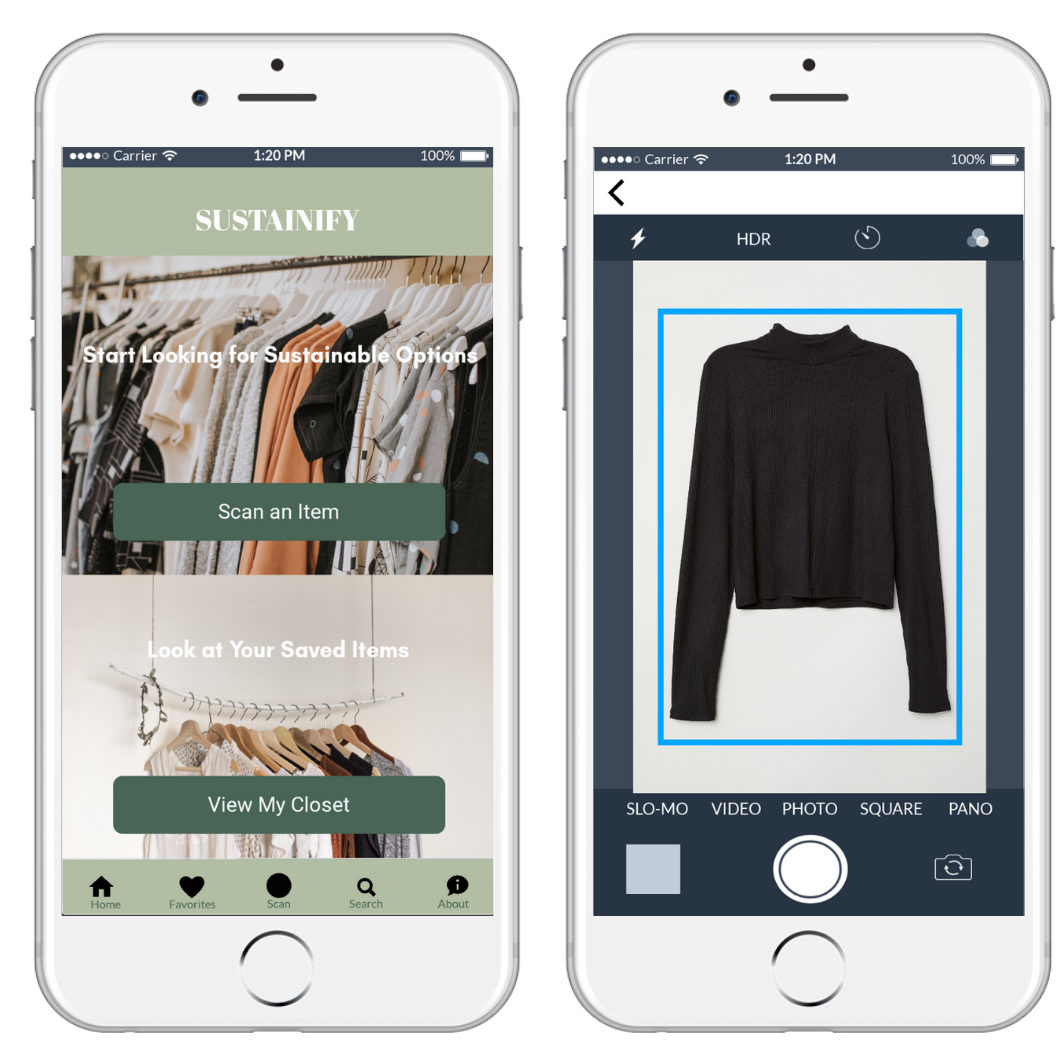 Carrier 1:20 PM 100%
SUSTAINIFY
Start Looking for Sustainable Options
Scan an Item
Look at Your Saved Items
View My Closet
Home Favorites Scan Search About
Carrier 1:20 PM 100%
HDR
SLO-MO VIDEO PHOTO SQUARE PANO